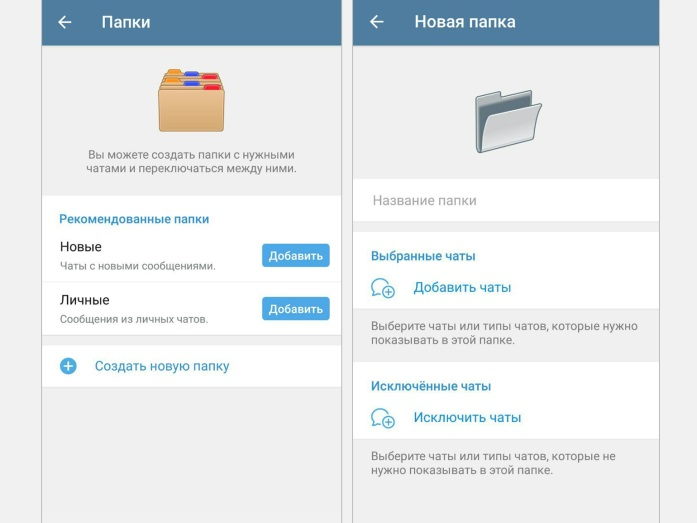 Папки
Вы можете создать папки с нужными
чатами и переключаться между ними.
Рекомендованные папки
Новые
Чаты с новыми сообщениями.
Добавить
Личные
Сообщения из личных чатов.
Добавить
Создать новую папку
Новая папка
Название папки
Выбранные чаты
Добавить чаты
Выберите чаты или типы чатов, которые нужно
показывать в этой папке.
Исключённые чаты
Исключить чаты
Выберите чаты или типы чатов, которые не
нужно показывать в этой папке.